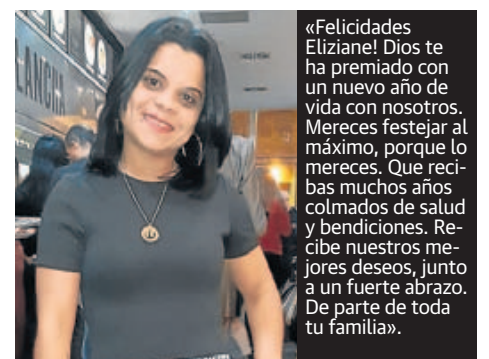 LANCHA
«Felicidades
Eliziane! Dios te
ha premiado con
un nuevo año de
vida con nosotros.
Mereces festejar al
máximo, porque lo
mereces. Que reci-
bas muchos años
colmados de salud
y bendiciones. Re-
cibe nuestros me-
jores deseos, junto
a un fuerte abrazo.
De parte de toda
tu familia».